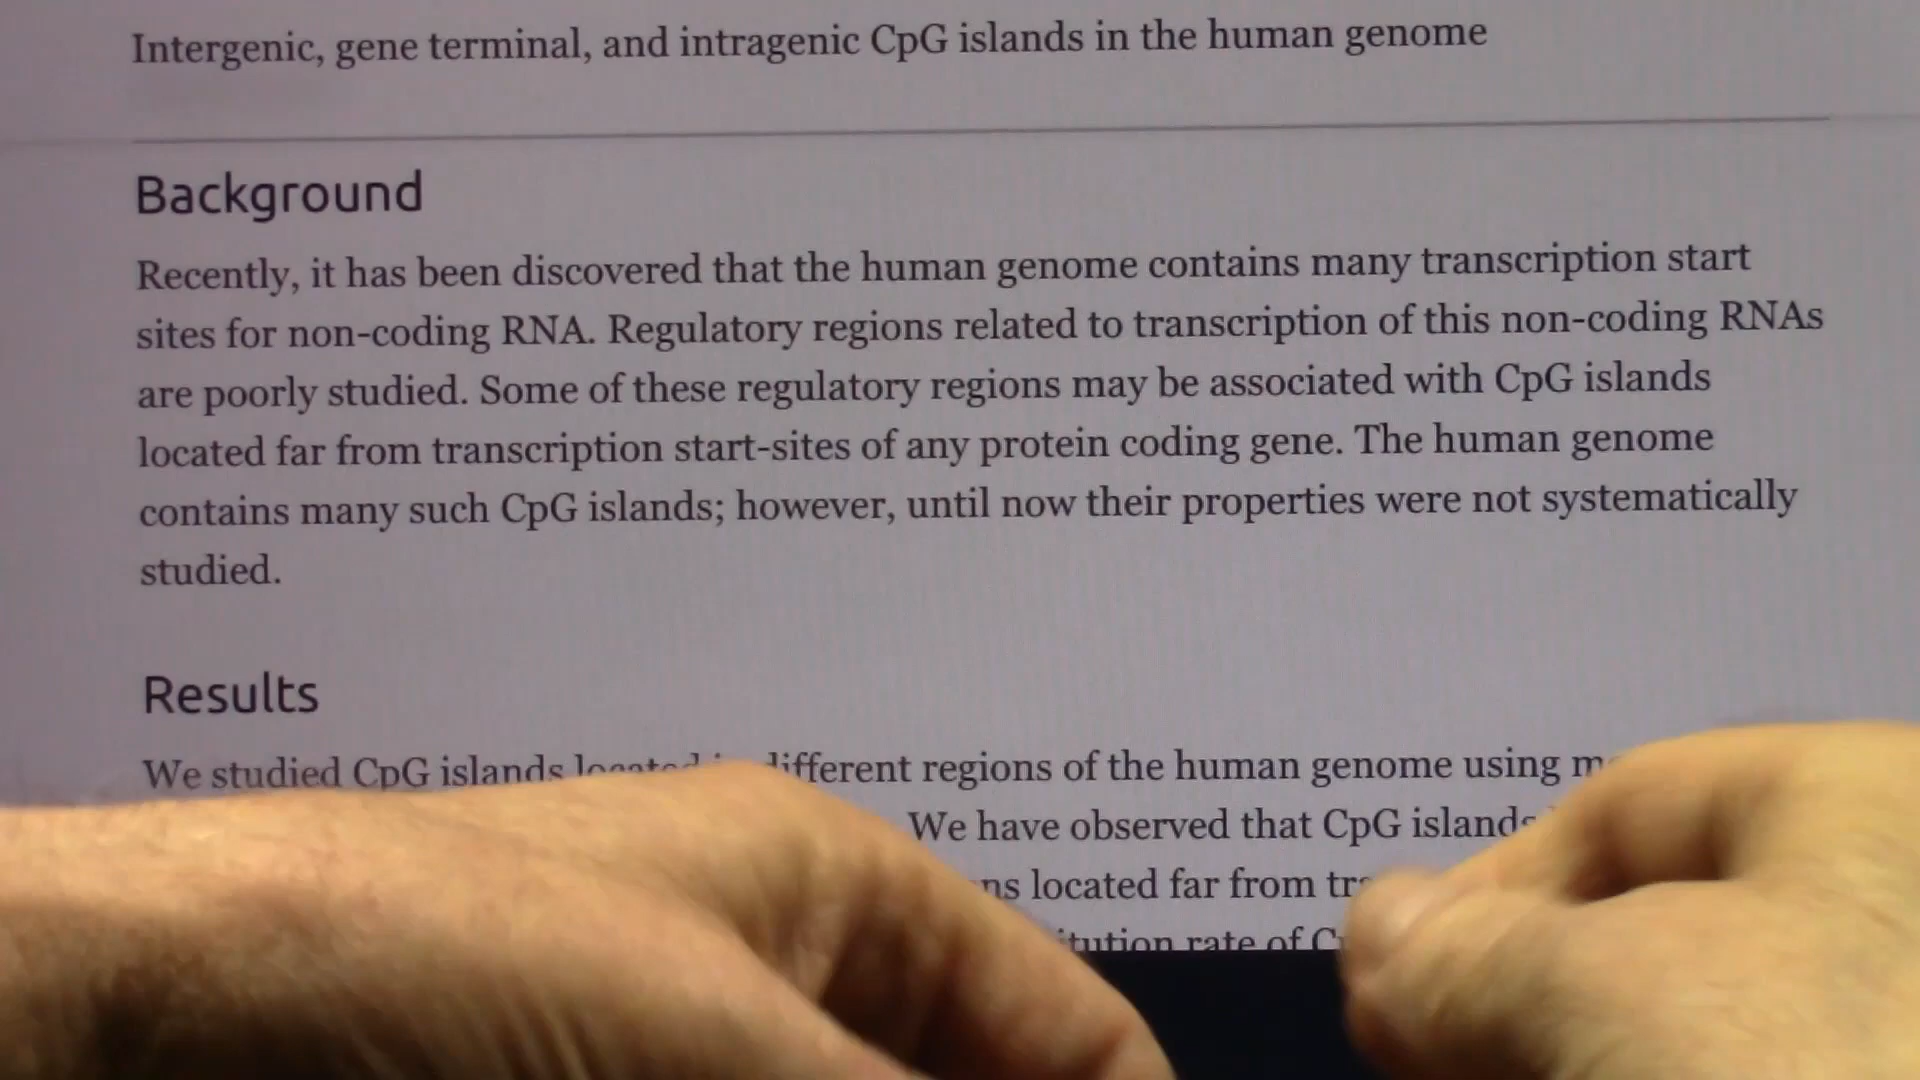 Intergenic, gene terminal, and intragenic CpG islands in the human genome
Background
Recently, it has been discovered that the human genome contains many transcription start
sites for non-coding RNA. Regulatory regions related to transcription of this non-coding RNAs
are poorly studied. Some of these regulatory regions may be associated with CpG islands
located far from transcription start-sites of any protein coding gene. The human genome
contains many such CpG islands; however, until now their properties were not systematically
studied.
Results
We studied CpG islands located different regions of the human genome using
We have observed that CpG islands
located far from
rate of